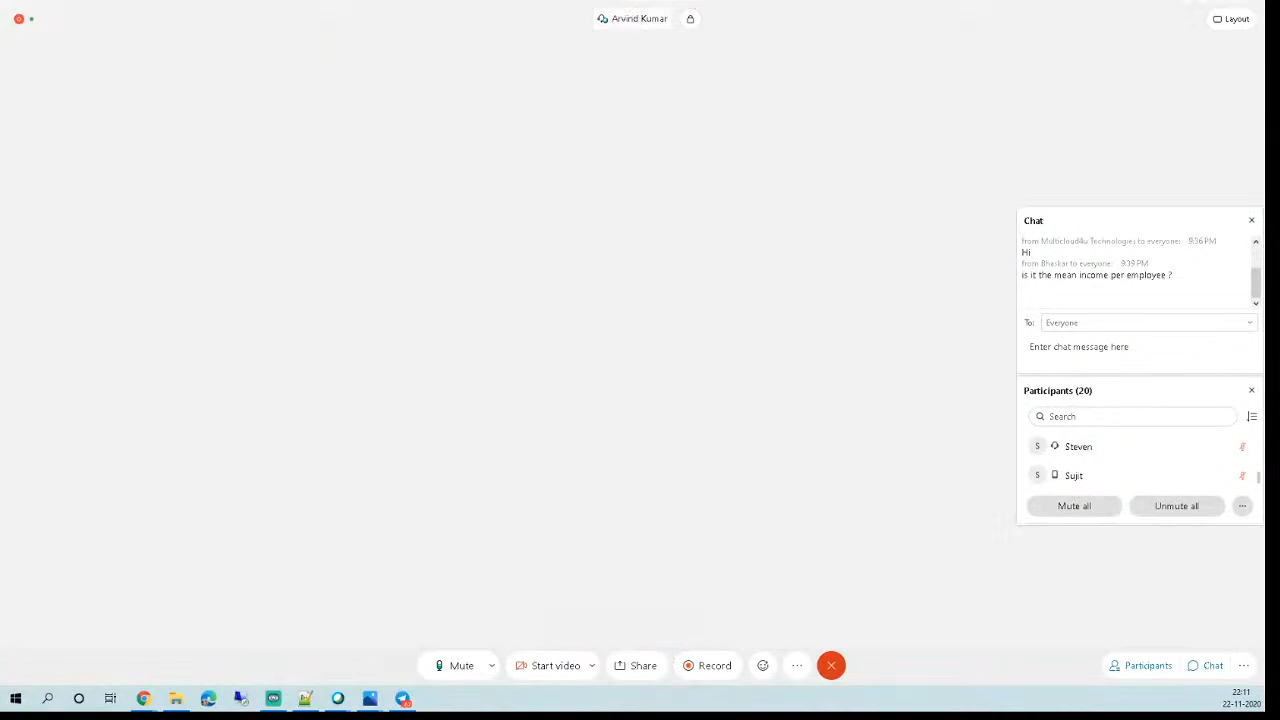 Arvind Kumar
Layout
Chat
from Multicloud4u Technologies to everyone: 9:36 PM
Hi
from Bhaskar to everyone: 9:39 PM
is it the mean income per employee ?
To: Everyone
Enter chat message here
Participants (20)
Search
S Steven
S Sujit
Mute all Unmute all
Mute Start video Share Record Participants Chat
22:11
22-11-2020